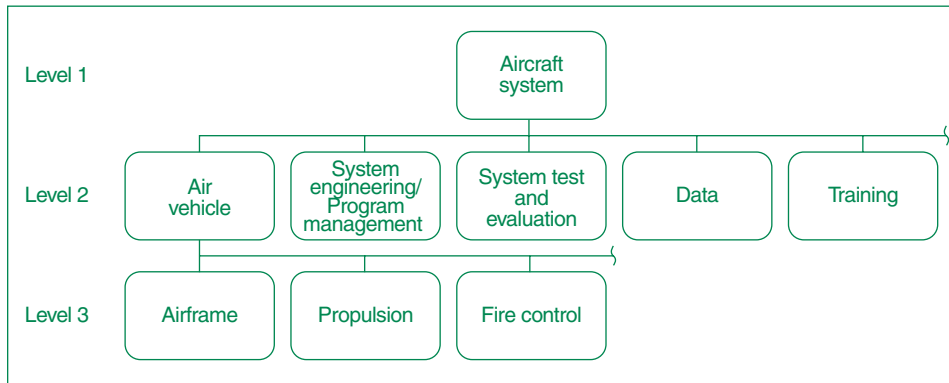 Level 1
Aircraft
system
Level 2
Air
vehicle
System
engineering/
Program
management
System test
and
evaluation
Data
Training
Level 3
Airframe
Propulsion
Fire control